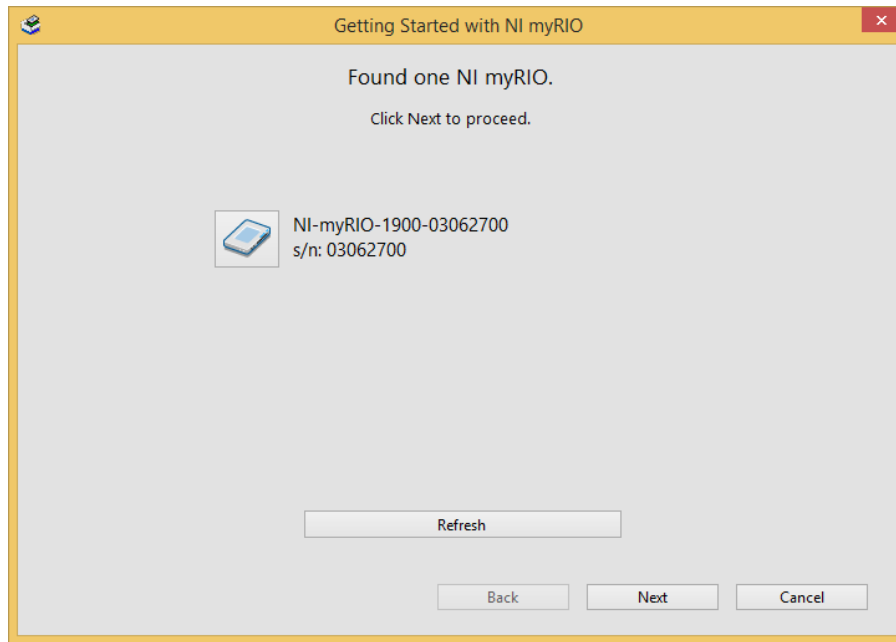 Getting Started with NI myRIO
Found one NI myRIO.
Click Next to proceed.
NI-myRIO-1900-03062700
s/n: 03062700
Refresh
Back
Next
Cancel